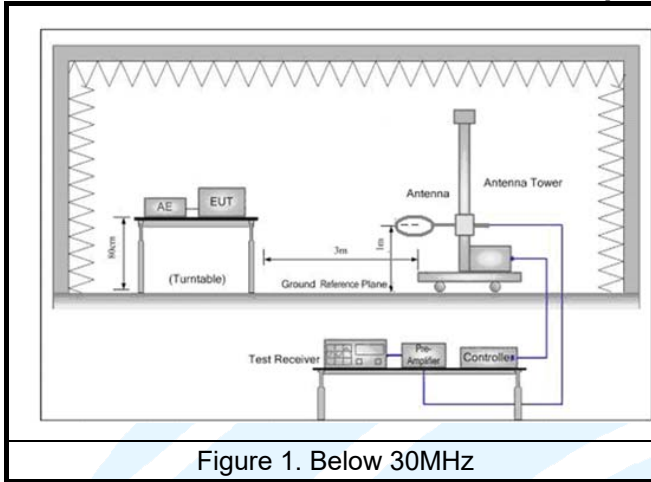 Antenna Tower
Antenna
AE
EUT
80cm
(Turntable)
3m
1m
Ground Reference Plane
Test Receiver
Pre-
Amplifier
Controller
Figure 1. Below 30MHz